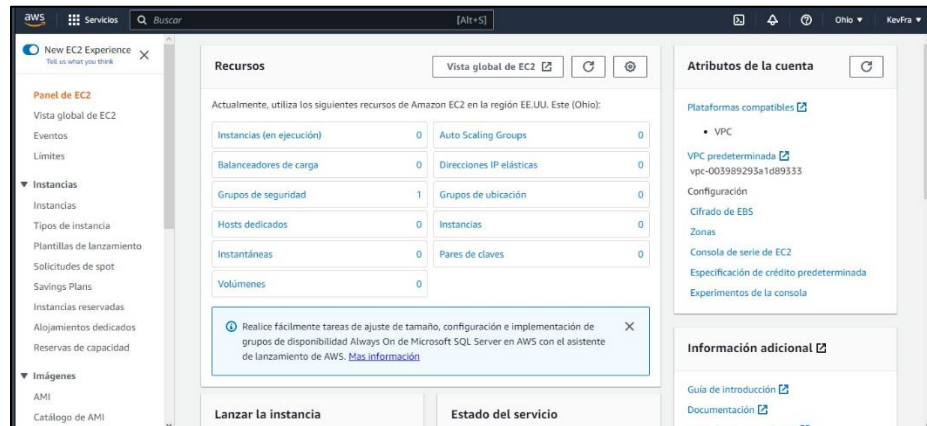 aws Servicios Buscar [Alt+S] Ohio KevFra
New EC2 Experience
Tell us what you think
Panel de EC2
Vista global de EC2
Eventos
Límites
Instancias
Instancias
Tipos de instancia
Plantillas de lanzamiento
Solicitudes de spot
Savings Plans
Instancias reservadas
Alojamientos dedicados
Reservas de capacidad
Imágenes
AMI
Catálogo de AMI
Recursos
Vista global de EC2
Actualmente, utiliza los siguientes recursos de Amazon EC2 en la región EE.UU. Este (Ohio):
Instancias (en ejecución) 0 Auto Scaling Groups 0
Balanceadores de carga 0 Direcciones IP elásticas 0
Grupos de seguridad 1 Grupos de ubicación 0
Hosts dedicados 0 Instancias 0
Instantáneas 0 Pares de claves 0
Volúmenes 0
Realice fácilmente tareas de ajuste de tamaño, configuración e implementación de
grupos de disponibilidad Always On de Microsoft SQL Server en AWS con el asistente
de lanzamiento de AWS. Mas información
Lanzar la instancia
Estado del servicio
Atributos de la cuenta
Plataformas compatibles
• VPC
VPC predeterminada
vpc-003989293a1d89333
Configuración
Cifrado de EBS
Zonas
Consola de serie de EC2
Especificación de crédito predeterminada
Experimentos de la consola
Información adicional
Guía de introducción
Documentación